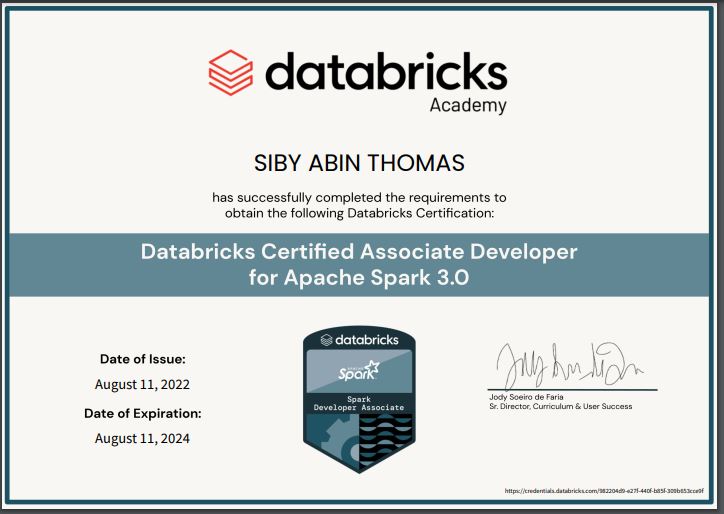 databricks
Academy
SIBY ABIN THOMAS
has successfully completed the requirements to
obtain the following Databricks Certification:
Databricks Certified Associate Developer
for Apache Spark 3.0
Date of Issue:
August 11, 2022
Date of Expiration:
August 11, 2024
databricks
APACHE
Spark
Spark
Developer Associate
Jody Soeiro de Faria
Sr. Director, Curriculum & User Success
https://credentials.databricks.com/982204d9-e27f-440f-b85f-309b653cce9f